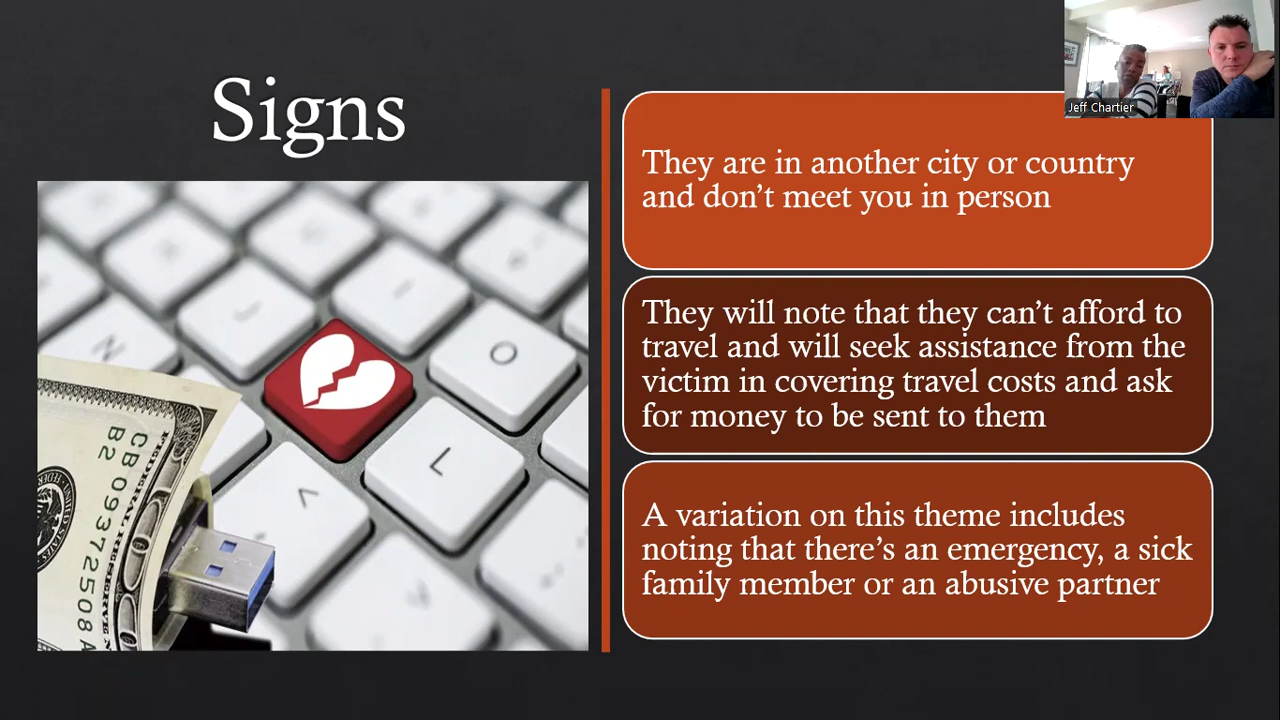 Signs
Jeff Chartier
They are in another city or country
and don't meet you in person
They will note that they can't afford to
travel and will seek assistance from the
victim in covering travel costs and ask
for money to be sent to them
A variation on this theme includes
noting that there's an emergency, a sick
family member or an abusive partner
N
O
L
CB 09372508 A
B2